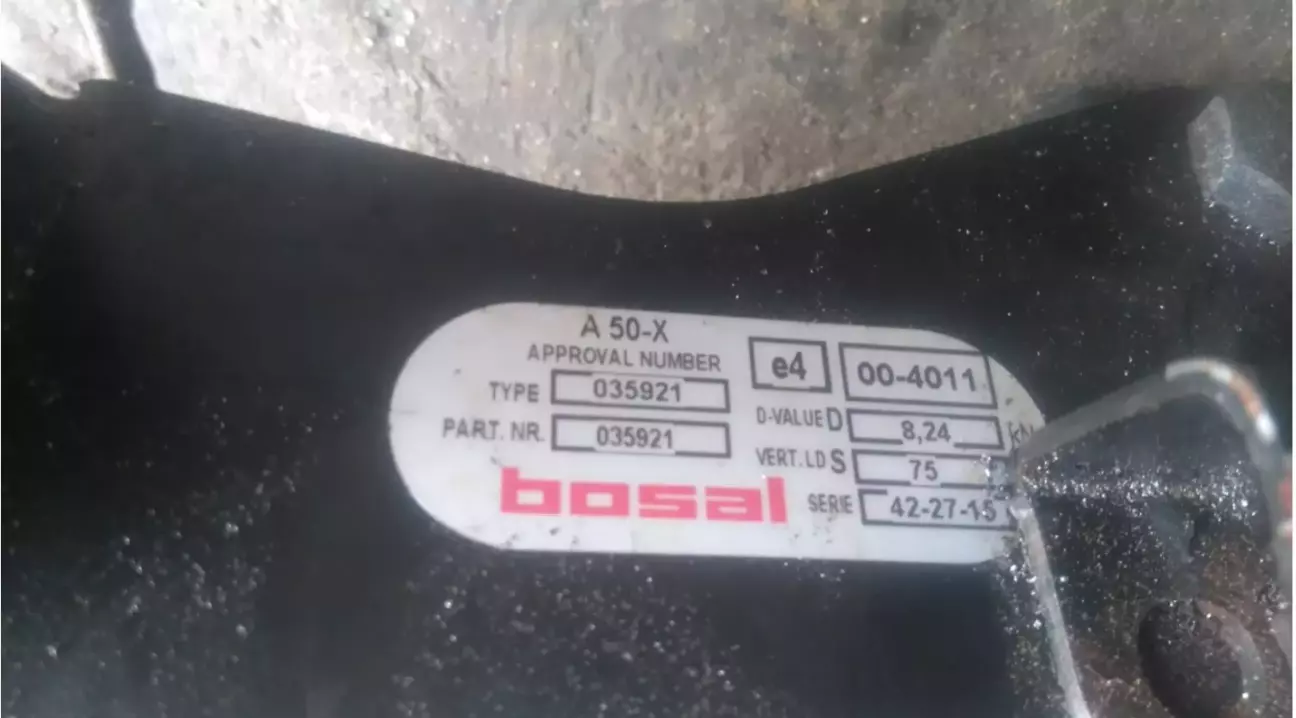 A 50-X
APPROVAL NUMBER e4 00-4011
TYPE 035921
D-VALUE D 8,24 kN
PART. NR. 035921
VERT. LD S 75
bosal
SERIE 42-27-15